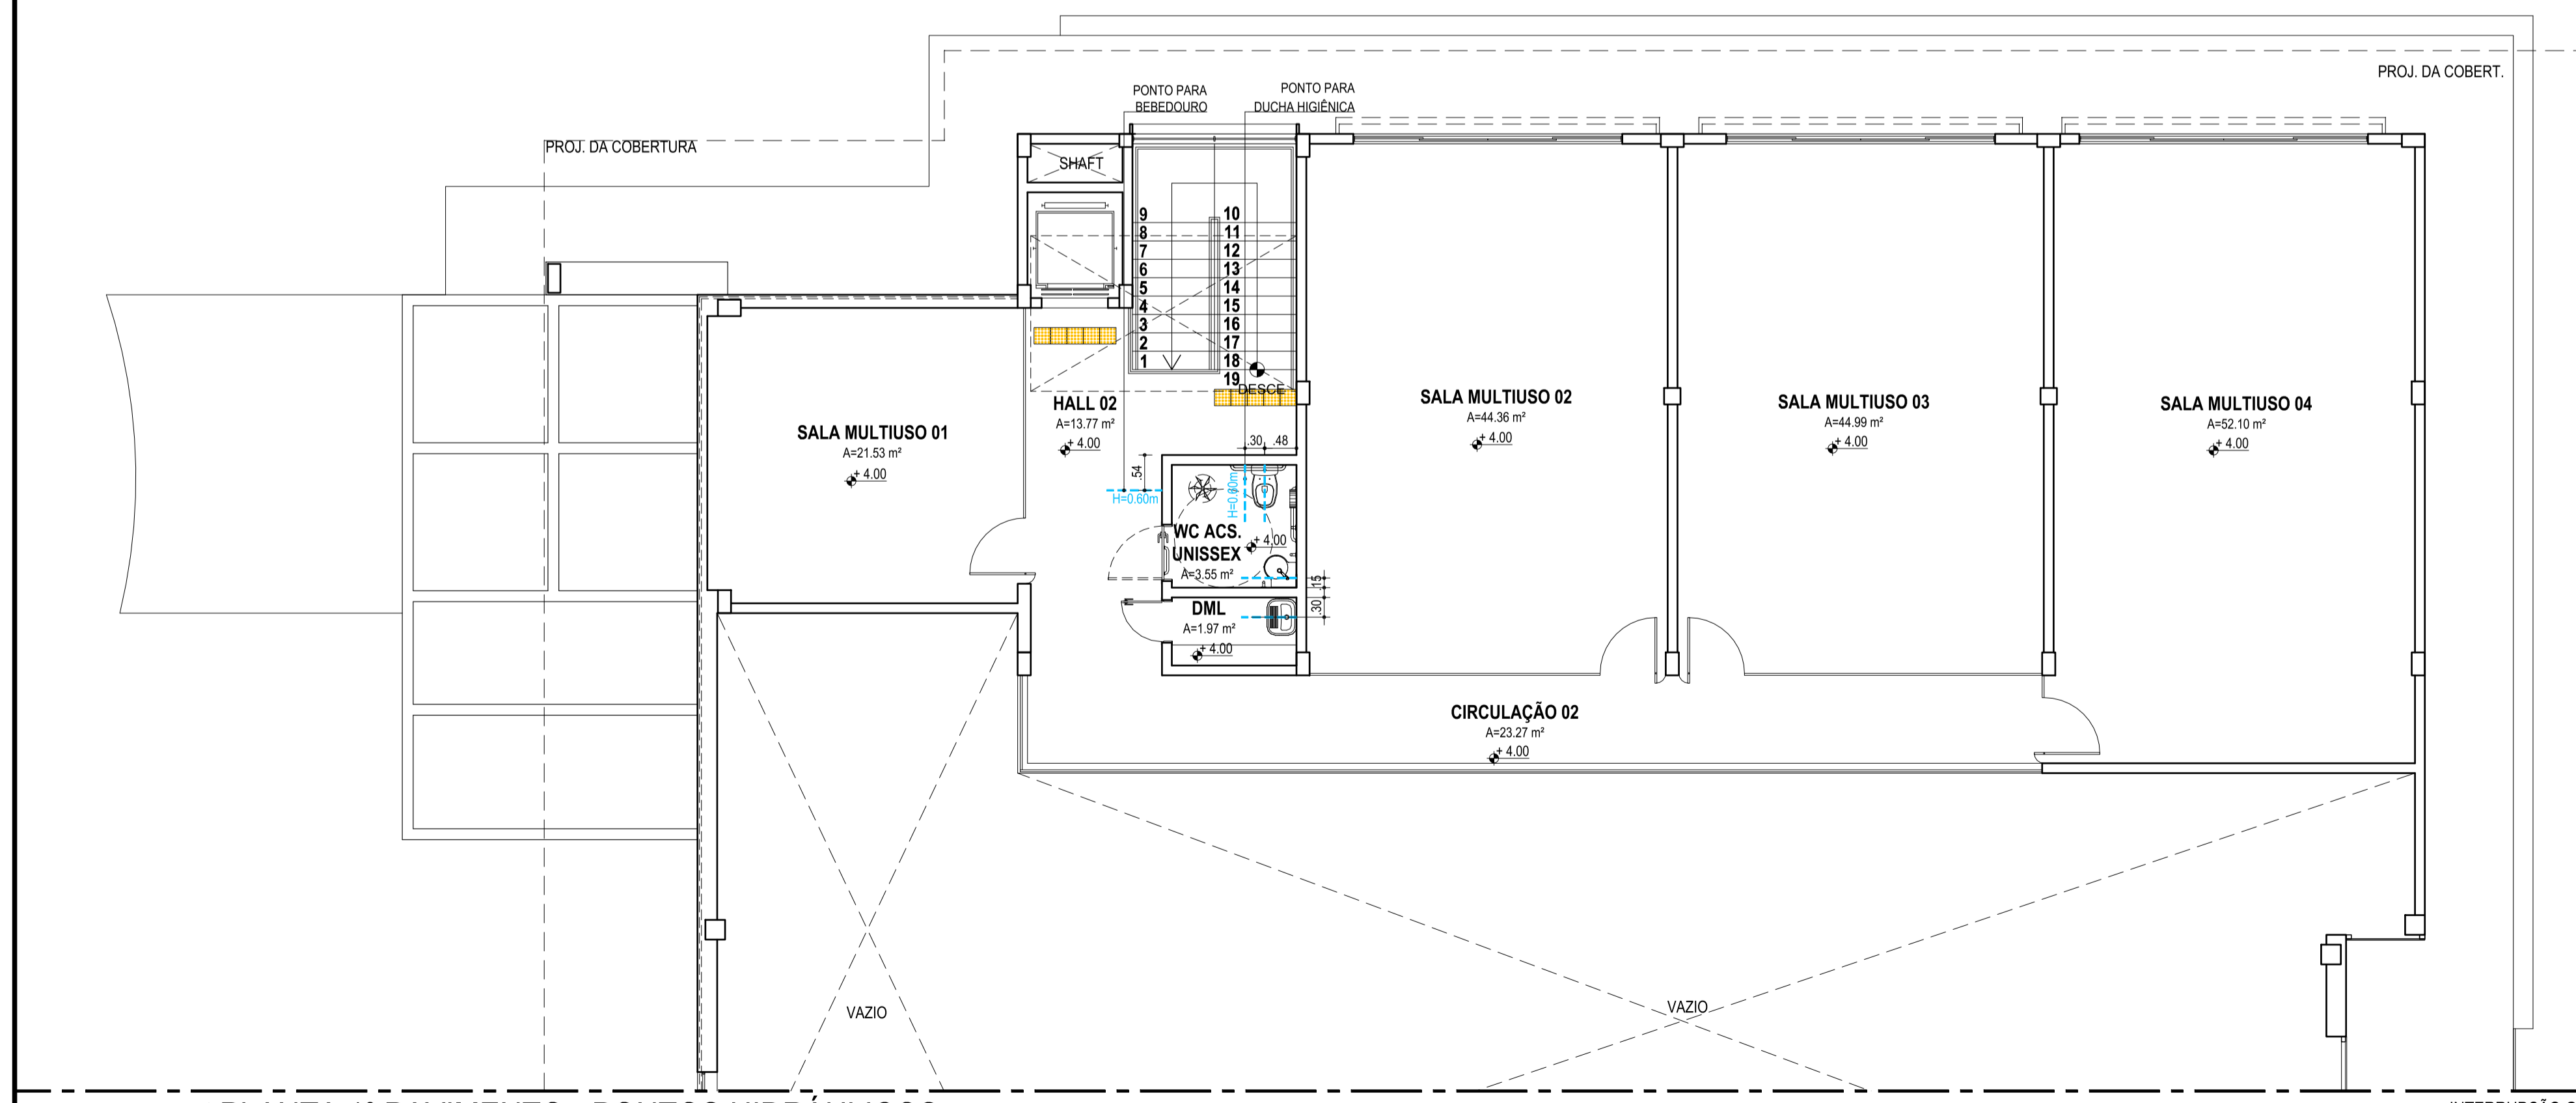 PROJ. DA COBERT.
PONTO PARA
BEBEDOURO
PONTO PARA
DUCHA HIGIÊNICA
PROJ. DA COBERTURA
SHAFT
9
8
7
6
5
4
3
2
1
10
11
12
13
14
15
16
17
18
19
DESCE
SALA MULTIUSO 01
A=21.53 m²
+ 4.00
HALL 02
A=13.77 m²
+ 4.00
SALA MULTIUSO 02
A=44.36 m²
+ 4.00
SALA MULTIUSO 03
A=44.99 m²
+ 4.00
SALA MULTIUSO 04
A=52.10 m²
+ 4.00
.30
.48
.54
H=0.60m
H=0.60m
WC ACS.
UNISSEX
A=3.55 m²
+ 4.00
.15
.30
DML
A=1.97 m²
+ 4.00
CIRCULAÇÃO 02
A=23.27 m²
+ 4.00
VAZIO
VAZIO